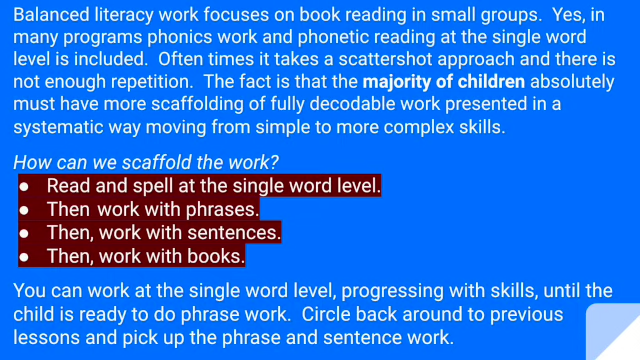 Balanced literacy work focuses on book reading in small groups.  Yes, in
many programs phonics work and phonetic reading at the single word
level is included.  Often times it takes a scattershot approach and there is
not enough repetition.  The fact is that the majority of children absolutely
must have more scaffolding of fully decodable work presented in a
systematic way moving from simple to more complex skills.
How can we scaffold the work?
● Read and spell at the single word level.
● Then work with phrases.
● Then, work with sentences.
● Then, work with books.
You can work at the single word level, progressing with skills, until the
child is ready to do phrase work.  Circle back around to previous
lessons and pick up the phrase and sentence work.